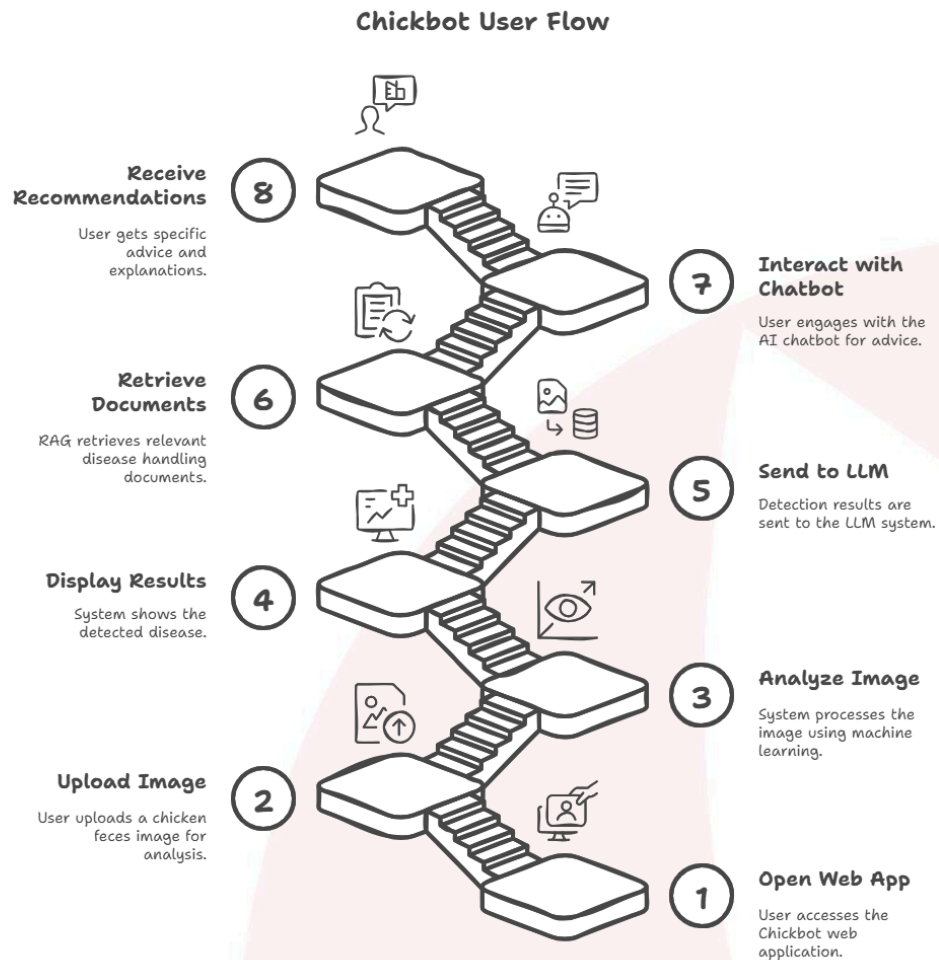 Chickbot User Flow
Receive
Recommendations
8
User gets specific
advice and
explanations.
7
Interact with
Chatbot
User engages with the
AI chatbot for advice.
Retrieve
Documents
6
RAG retrieves relevant
disease handling
documents.
5
Send to LLM
Detection results are
sent to the LLM system.
Display Results
4
System shows the
detected disease.
3
Analyze Image
System processes the
image using machine
learning.
Upload Image
2
User uploads a chicken
feces image for
analysis.
1
Open Web App
User accesses the
Chickbot web
application.